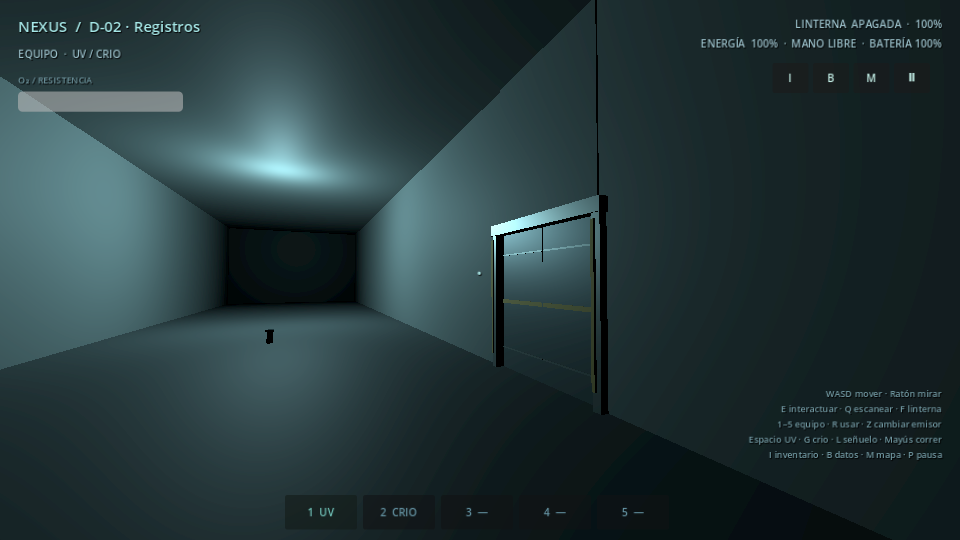 NEXUS / D-02 · Registros
EQUIPO · UV / CRIO
O₂ / RESISTENCIA
LINTERNA APAGADA · 100%
ENERGÍA 100% · MANO LIBRE · BATERÍA 100%
I B M II
WASD mover · Ratón mirar
E interactuar · Q escanear · F linterna
1–5 equipo · R usar · Z cambiar emisor
Espacio UV · G crio · L señuelo · Mayús correr
I inventario · B datos · M mapa · P pausa
1 UV 2 CRIO 3 — 4 — 5 —